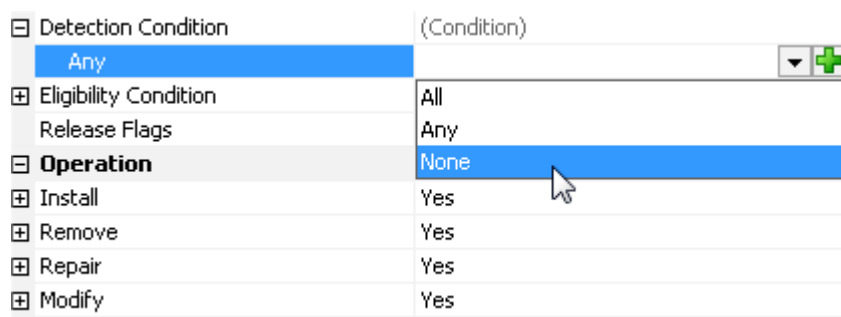 Detection Condition (Condition)
Any
Eligibility Condition All
Release Flags Any
Operation None
Install Yes
Remove Yes
Repair Yes
Modify Yes